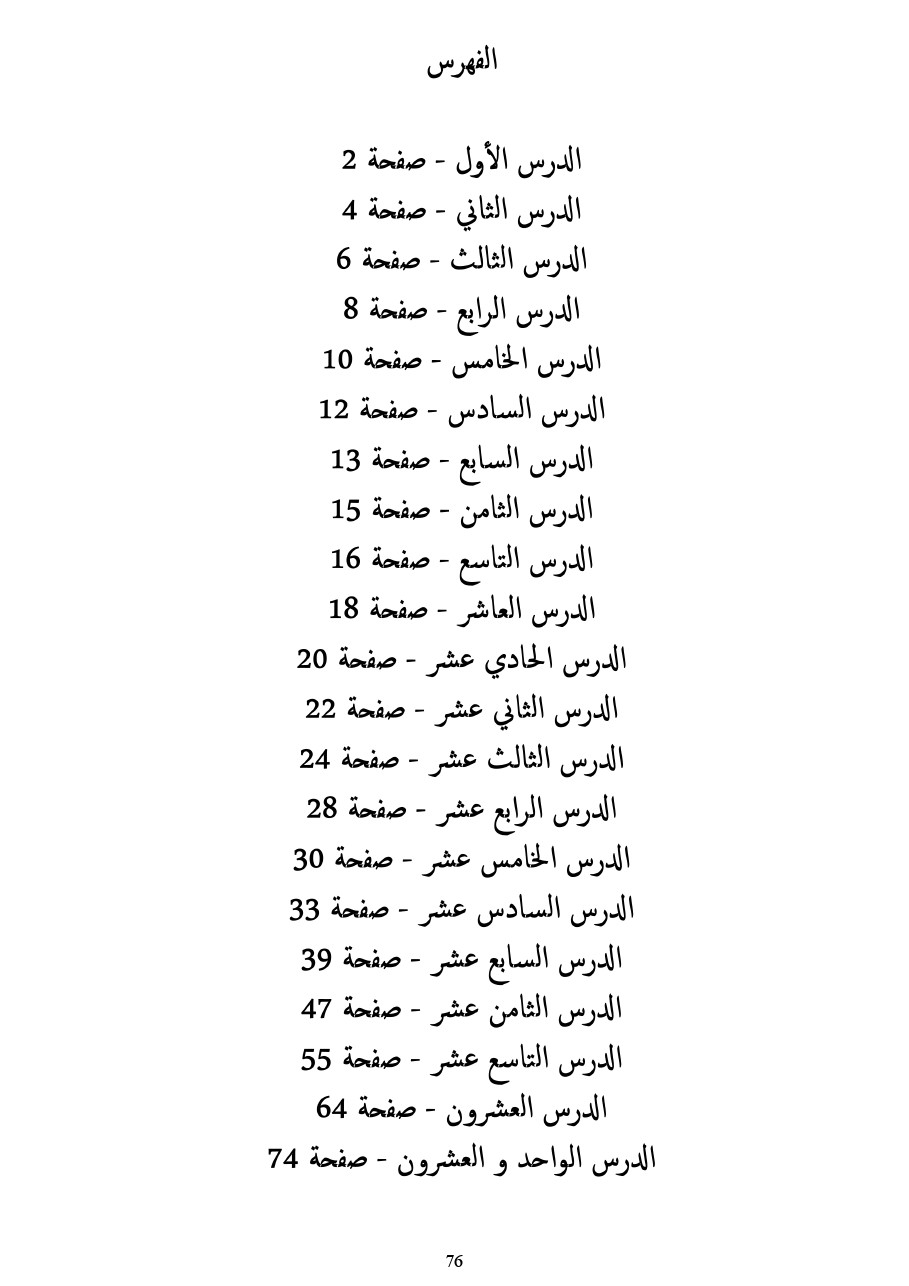 الفهرس
الدرس الأول - صفحة 2
الدرس الثاني - صفحة 4
الدرس الثالث - صفحة 6
الدرس الرابع - صفحة 8
الدرس الخامس - صفحة 10
الدرس السادس - صفحة 12
الدرس السابع - صفحة 13
الدرس الثامن - صفحة 15
الدرس التاسع - صفحة 16
الدرس العاشر - صفحة 18
الدرس الحادي عشر - صفحة 20
الدرس الثاني عشر - صفحة 22
الدرس الثالث عشر - صفحة 24
الدرس الرابع عشر - صفحة 28
الدرس الخامس عشر - صفحة 30
الدرس السادس عشر - صفحة 33
الدرس السابع عشر - صفحة 39
الدرس الثامن عشر - صفحة 47
الدرس التاسع عشر - صفحة 55
الدرس العشرون - صفحة 64
الدرس الواحد و العشرون - صفحة 74
76